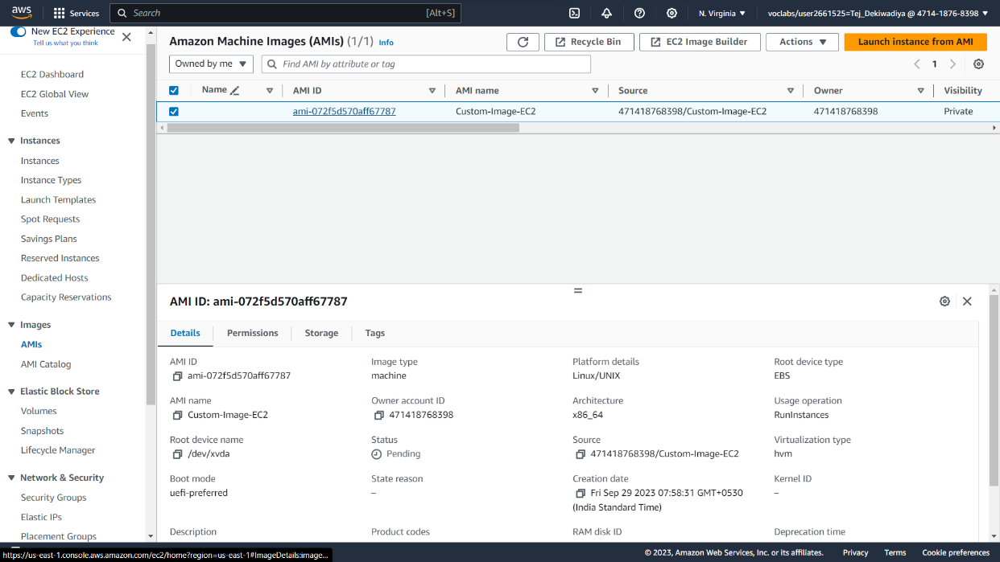 aws
Services
Search
[Alt+S]
N. Virginia
voclabs/user2661525=Tej_Dekiwadiya @ 4714-1876-8398
New EC2 Experience
Tell us what you think
EC2 Dashboard
EC2 Global View
Events
Instances
Instances
Instance Types
Launch Templates
Spot Requests
Savings Plans
Reserved Instances
Dedicated Hosts
Capacity Reservations
Images
AMIs
AMI Catalog
Elastic Block Store
Volumes
Snapshots
Lifecycle Manager
Network & Security
Security Groups
Elastic IPs
Placement Groups
Amazon Machine Images (AMIs) (1/1) Info
Recycle Bin
EC2 Image Builder
Actions
Launch instance from AMI
Owned by me
Find AMI by attribute or tag
1
Name AMI ID AMI name Source Owner Visibility
ami-072f5d570aff67787 Custom-Image-EC2 471418768398/Custom-Image-EC2 471418768398 Private
AMI ID: ami-072f5d570aff67787
Details Permissions Storage Tags
AMI ID Image type Platform details Root device type
ami-072f5d570aff67787 machine Linux/UNIX EBS
AMI name Owner account ID Architecture Usage operation
Custom-Image-EC2 471418768398 x86_64 RunInstances
Root device name Status Source Virtualization type
/dev/xvda Pending 471418768398/Custom-Image-EC2 hvm
Boot mode State reason Creation date Kernel ID
uefi-preferred – Fri Sep 29 2023 07:58:31 GMT+0530 –
(India Standard Time)
Description Product codes RAM disk ID Deprecation time
https://us-east-1.console.aws.amazon.com/ec2/home?region=us-east-1#ImageDetails:image...
© 2023, Amazon Web Services, Inc. or its affiliates. Privacy Terms Cookie preferences